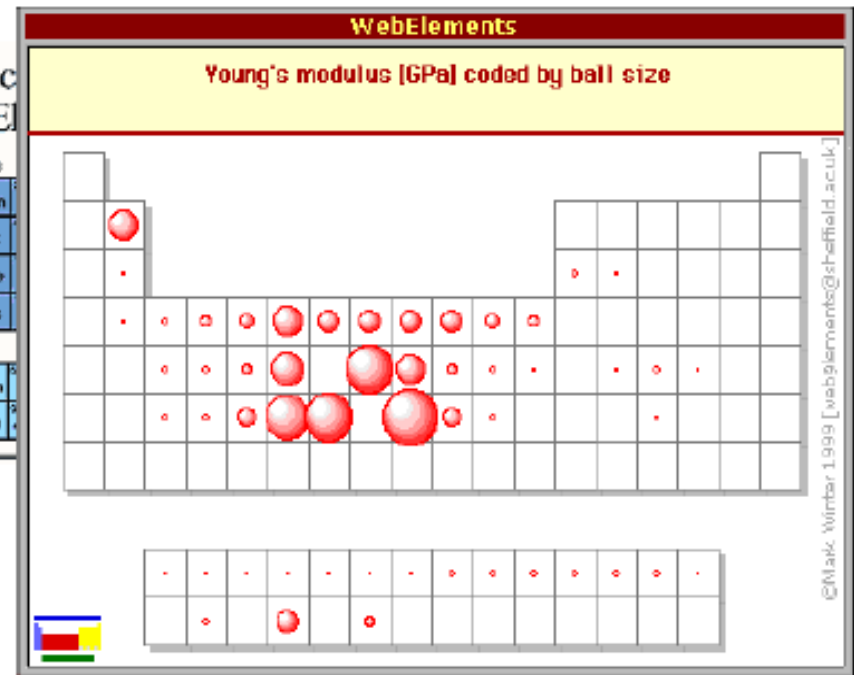 WebElements
Young's modulus [GPa] coded by ball size
©Mark Winter 1999 [webelements@sheffield.ac.uk]